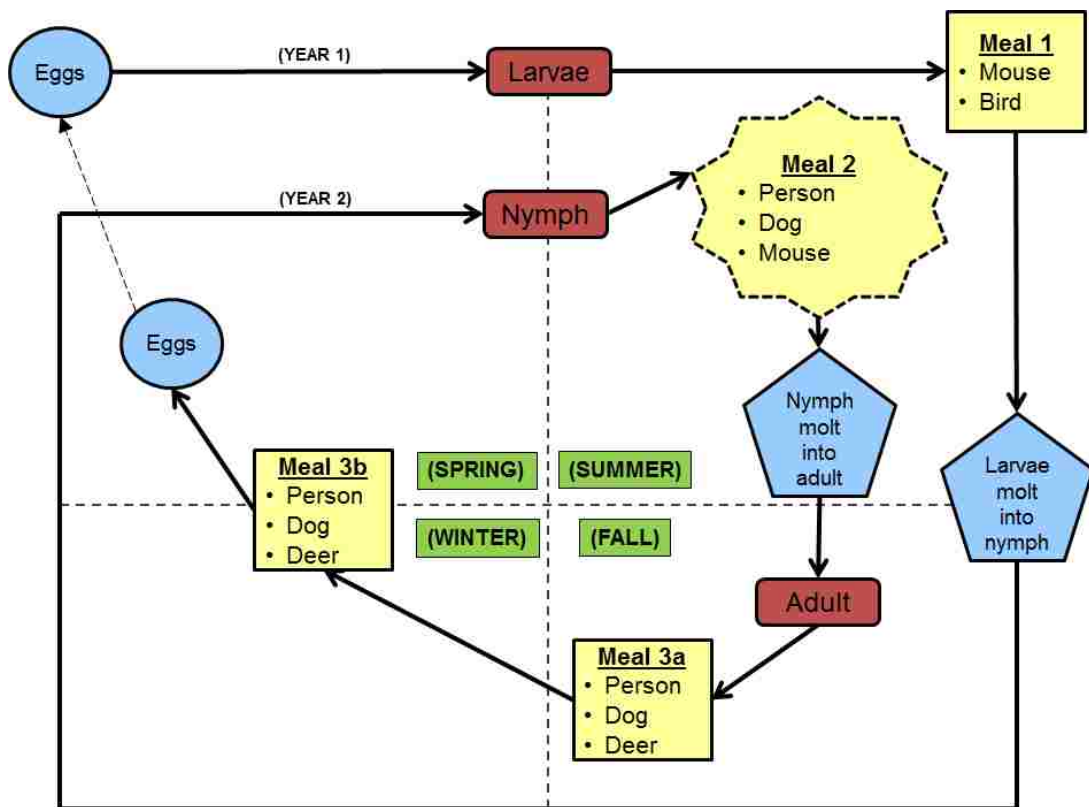 Eggs
(YEAR 1)
Larvae
Meal 1
• Mouse
• Bird
(YEAR 2)
Nymph
Meal 2
• Person
• Dog
• Mouse
Eggs
Nymph
molt
into
adult
Larvae
molt
into
nymph
Meal 3b
• Person
• Dog
• Deer
(SPRING)
(SUMMER)
(WINTER)
(FALL)
Adult
Meal 3a
• Person
• Dog
• Deer